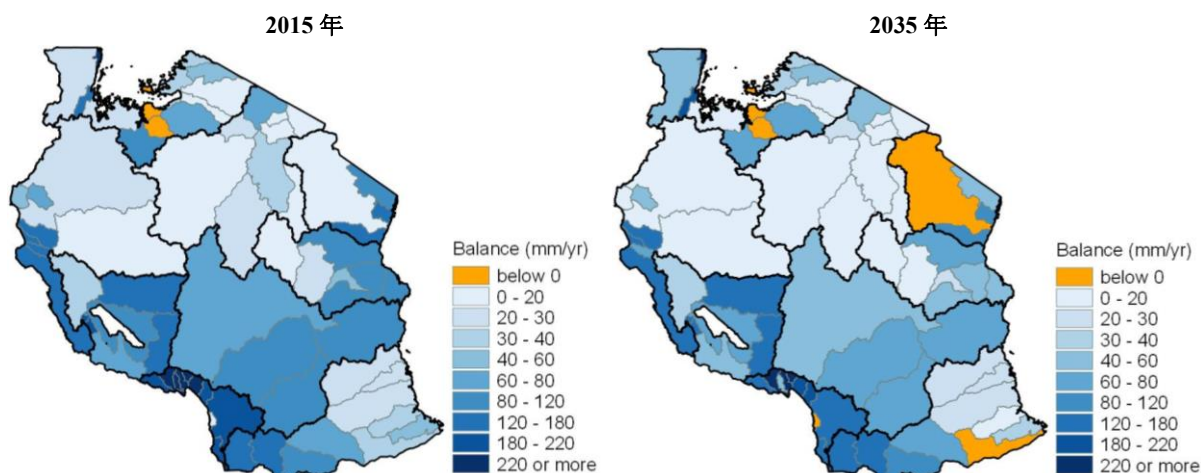 2015 年
2035 年
Balance (mm/yr)
below 0
0 - 20
20 - 30
30 - 40
40 - 60
60 - 80
80 - 120
120 - 180
180 - 220
220 or more
Balance (mm/yr)
below 0
0 - 20
20 - 30
30 - 40
40 - 60
60 - 80
80 - 120
120 - 180
180 - 220
220 or more